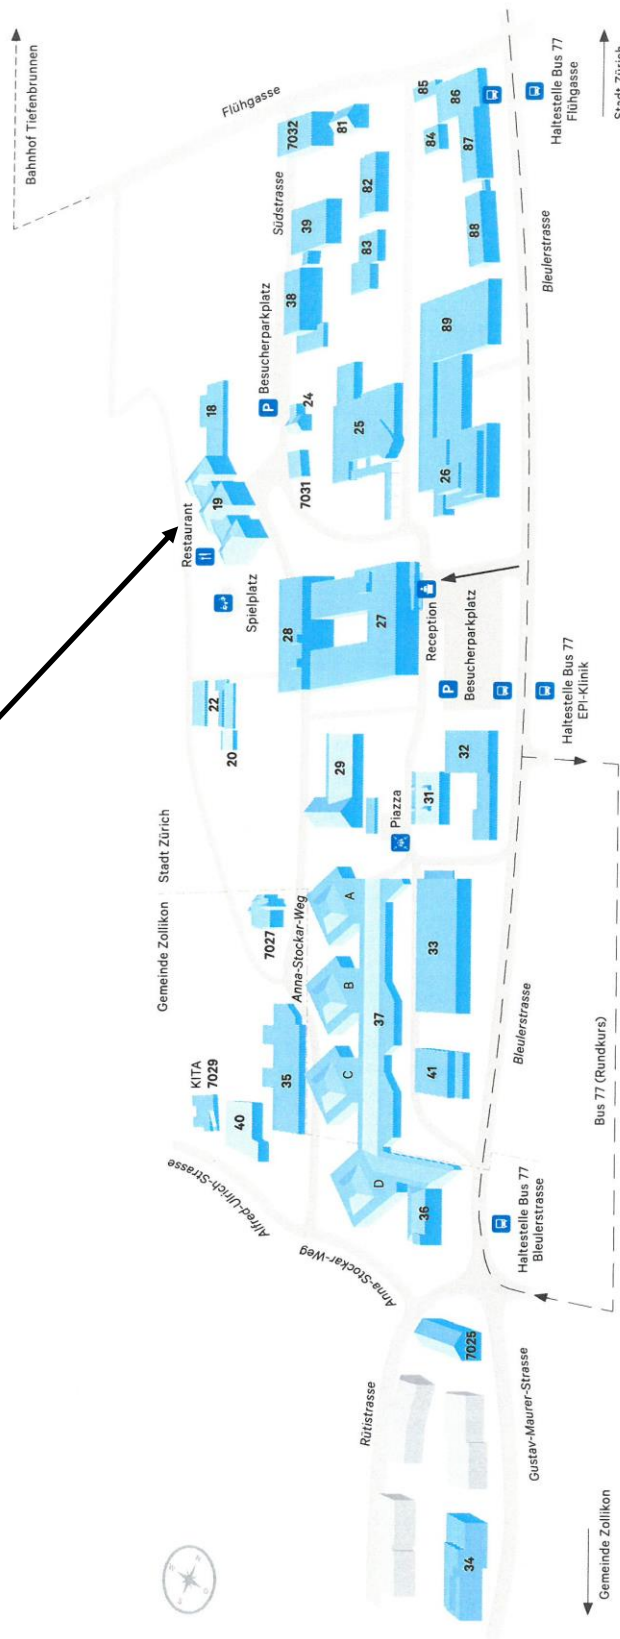 Bahnhof Tiefenbrunnen
Flühgasse
Haltestelle Bus 77
Flühgasse
Stadt Zürich
85
86
84
87
7032
81
82
Südstrasse
39
83
88
Bleulerstrasse
38
89
Besucherparkplatz
P
18
24
25
26
7031
Restaurant
19
Spielplatz
28
27
Reception
P
Besucherparkplatz
Haltestelle Bus 77
EPI-Klinik
22
20
29
32
31
Piazza
Stadt Zürich
Gemeinde Zollikon
7027
Anna-Stockar-Weg
A
B
C
D
37
33
41
Bleulerstrasse
Bus 77 (Rundkurs)
KITA
7029
35
40
Alfred-Ulrich-Strasse
36
Anna-Stockar-Weg
Haltestelle Bus 77
Bleulerstrasse
7025
Rütistrasse
Gustav-Maurer-Strasse
34
Gemeinde Zollikon